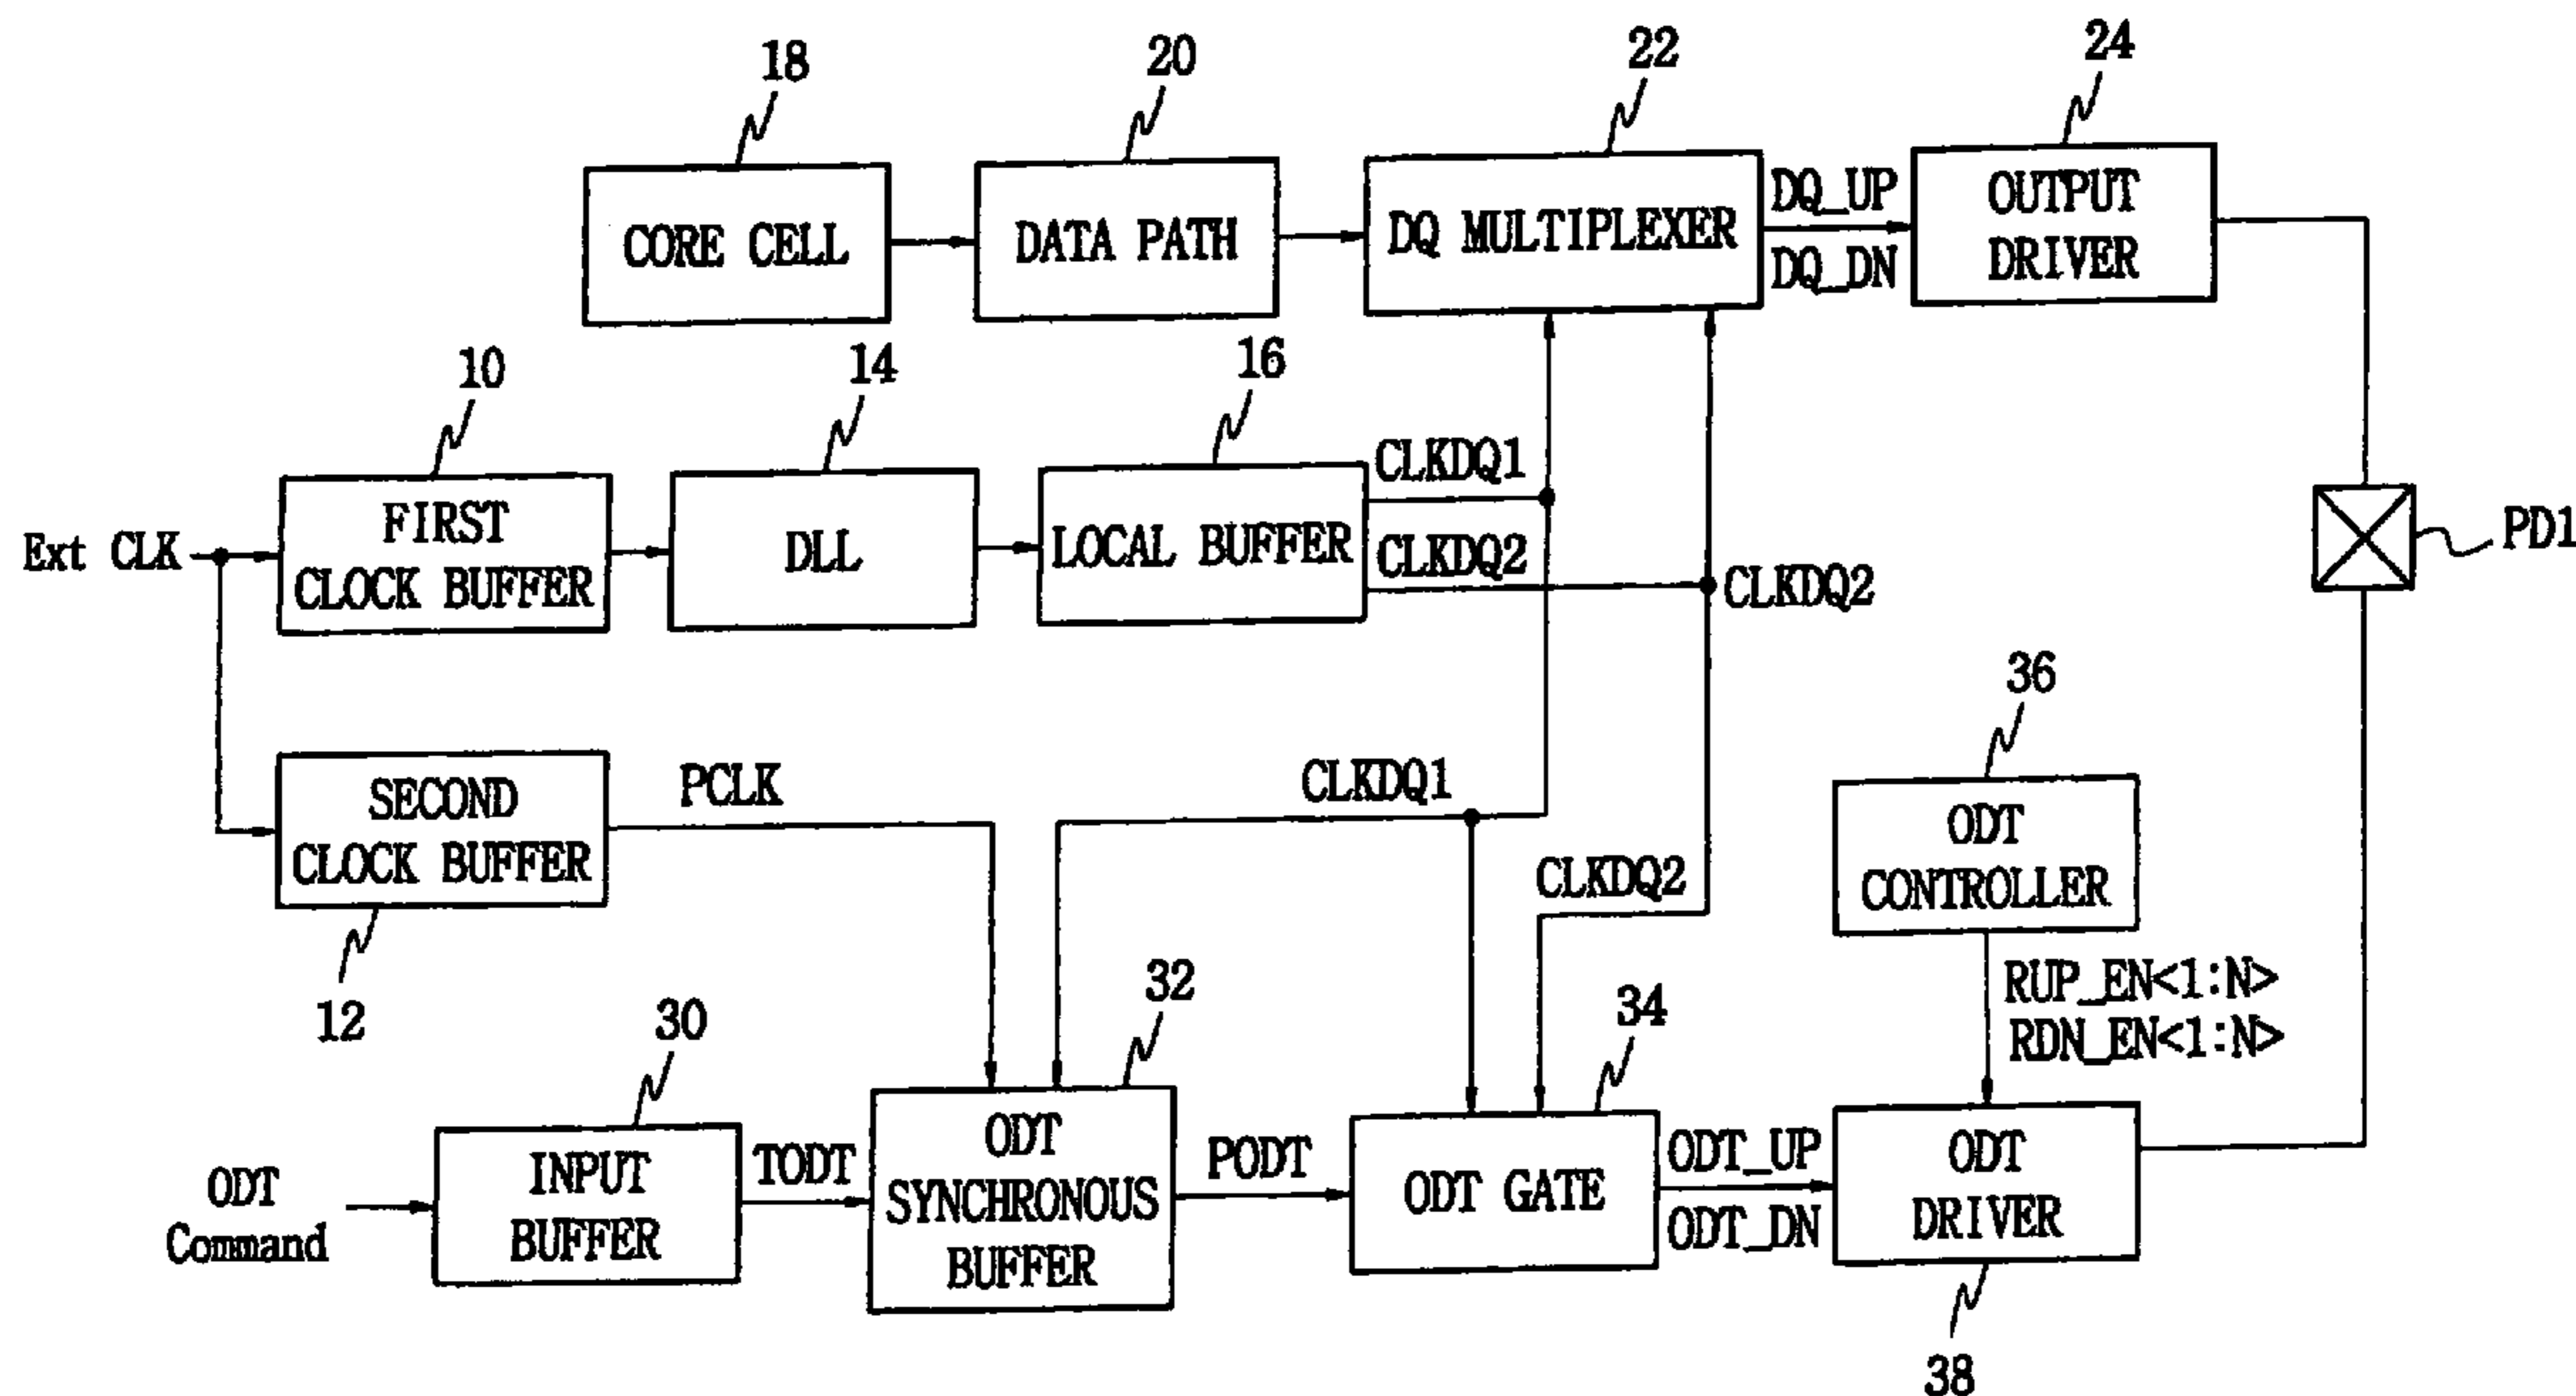 18
20
22
24
CORE CELL
DATA PATH
DQ MULTIPLEXER
DQ_UP
DQ_DN
OUTPUT
DRIVER
10
14
16
Ext CLK
FIRST
CLOCK BUFFER
DLL
LOCAL BUFFER
CLKDQ1
CLKDQ2
CLKDQ2
PD1
36
SECOND
CLOCK BUFFER
PCLK
CLKDQ1
CLKDQ2
ODT
CONTROLLER
12
30
32
34
RUP_EN<1:N>
RDN_EN<1:N>
ODT
Command
INPUT
BUFFER
TODT
ODT
SYNCHRONOUS
BUFFER
PODT
ODT GATE
ODT_UP
ODT_DN
ODT
DRIVER
38